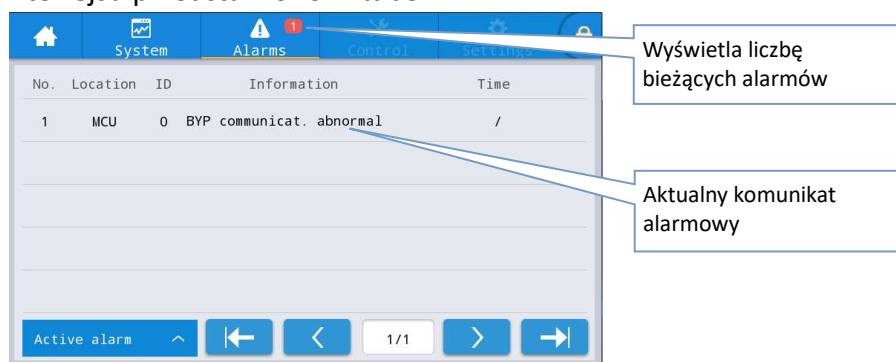 System Alarms 1 Control Settings
Wyświetla liczbę
bieżących alarmów
No. Location ID Information Time
1 MCU 0 BYP communicat. abnormal /
Aktualny komunikat
alarmowy
Active alarm 1/1